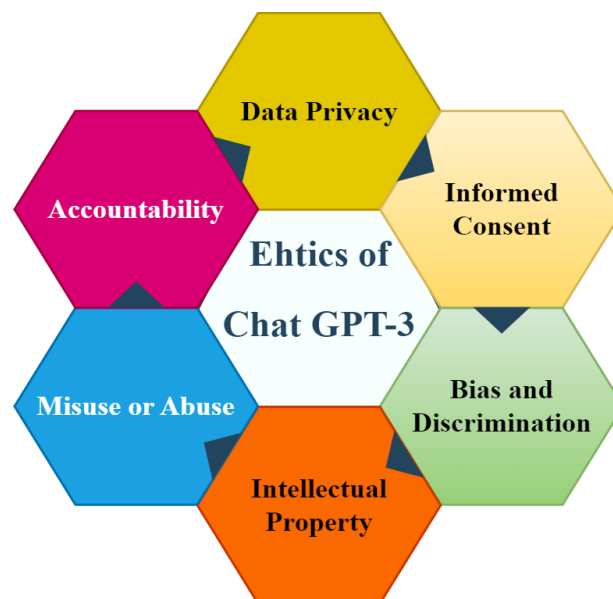 Data Privacy
Accountability
Informed
Consent
Ehtics of
Chat GPT-3
Misuse or Abuse
Bias and
Discrimination
Intellectual
Property